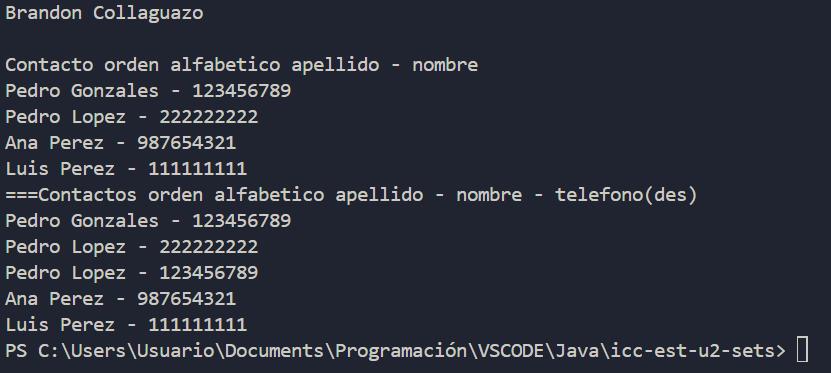 Brandon Collaguazo
Contacto orden alfabetico apellido - nombre
Pedro Gonzales - 123456789
Pedro Lopez - 222222222
Ana Perez - 987654321
Luis Perez - 111111111
===Contactos orden alfabetico apellido - nombre - telefono(des)
Pedro Gonzales - 123456789
Pedro Lopez - 222222222
Pedro Lopez - 123456789
Ana Perez - 987654321
Luis Perez - 111111111
PS C:\Users\Usuario\Documents\Programación\VSCODE\Java\icc-est-u2-sets>